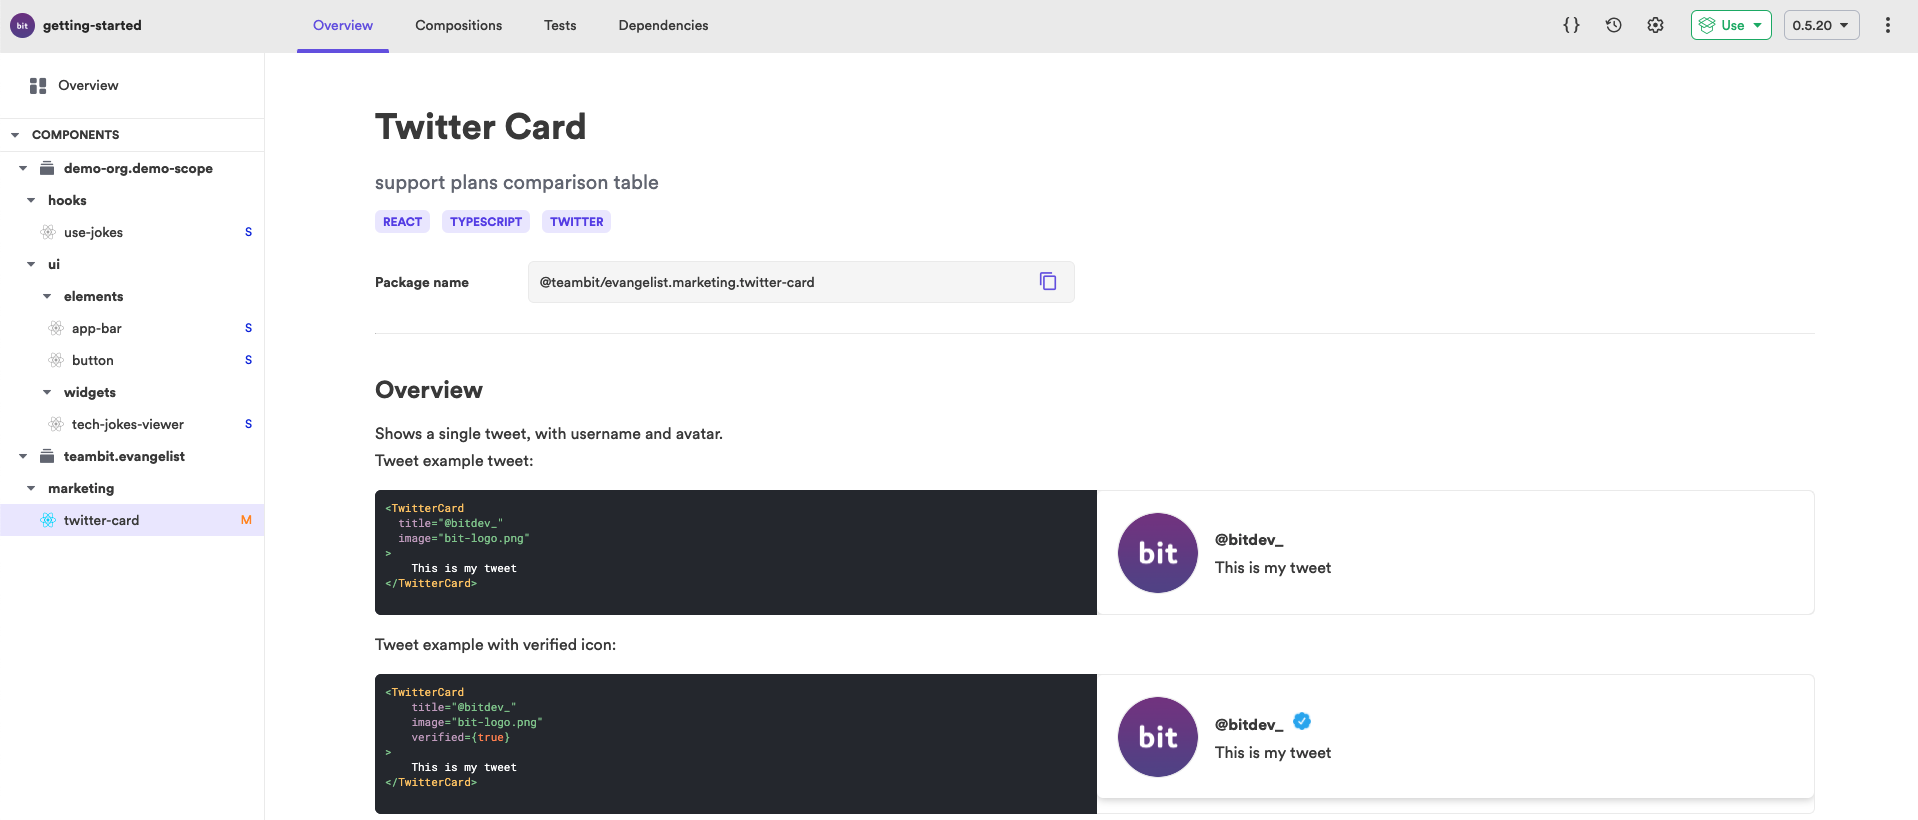 bit getting-started
Overview Compositions Tests Dependencies
{} Use 0.5.20
Overview
COMPONENTS
demo-org.demo-scope
hooks
use-jokes S
ui
elements
app-bar S
button S
widgets
tech-jokes-viewer S
teambit.evangelist
marketing
twitter-card M
Twitter Card
support plans comparison table
REACT TYPESCRIPT TWITTER
Package name @teambit/evangelist.marketing.twitter-card
Overview
Shows a single tweet, with username and avatar.
Tweet example tweet:
<TwitterCard
title="@bitdev_"
image="bit-logo.png"
>
This is my tweet
</TwitterCard>
bit
@bitdev_
This is my tweet
Tweet example with verified icon:
<TwitterCard
title="@bitdev_"
image="bit-logo.png"
verified={true}
>
This is my tweet
</TwitterCard>
bit
@bitdev_
This is my tweet